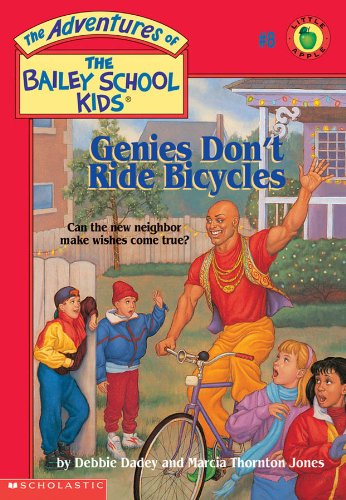 The Adventures of
THE
BAILEY SCHOOL
KIDS®
#8
LITTLE
APPLE
Genies Don't
Ride Bicycles
Can the new neighbor
make wishes come true?
SCHOLASTIC
by Debbie Dadey and Marcia Thornton Jones